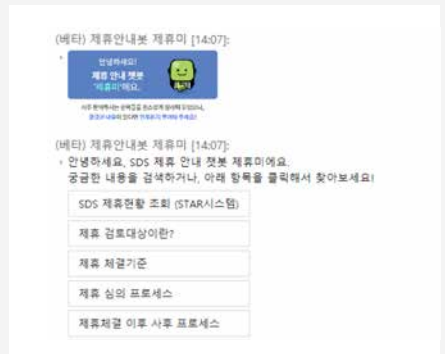 (베타) 제휴안내봇 제휴미 [14:07]:
안녕하세요!
제휴 안내 챗봇
'제휴미'에요.
(베타) 제휴안내봇 제휴미 [14:07]:
안녕하세요, SDS 제휴 안내 챗봇 제휴미에요.
궁금한 내용을 검색하거나, 아래 항목을 클릭해서 찾아보세요!
SDS 제휴현황 조회 (STAR시스템)
제휴 검토대상이란?
제휴 체결기준
제휴 심의 프로세스
제휴체결 이후 사후 프로세스